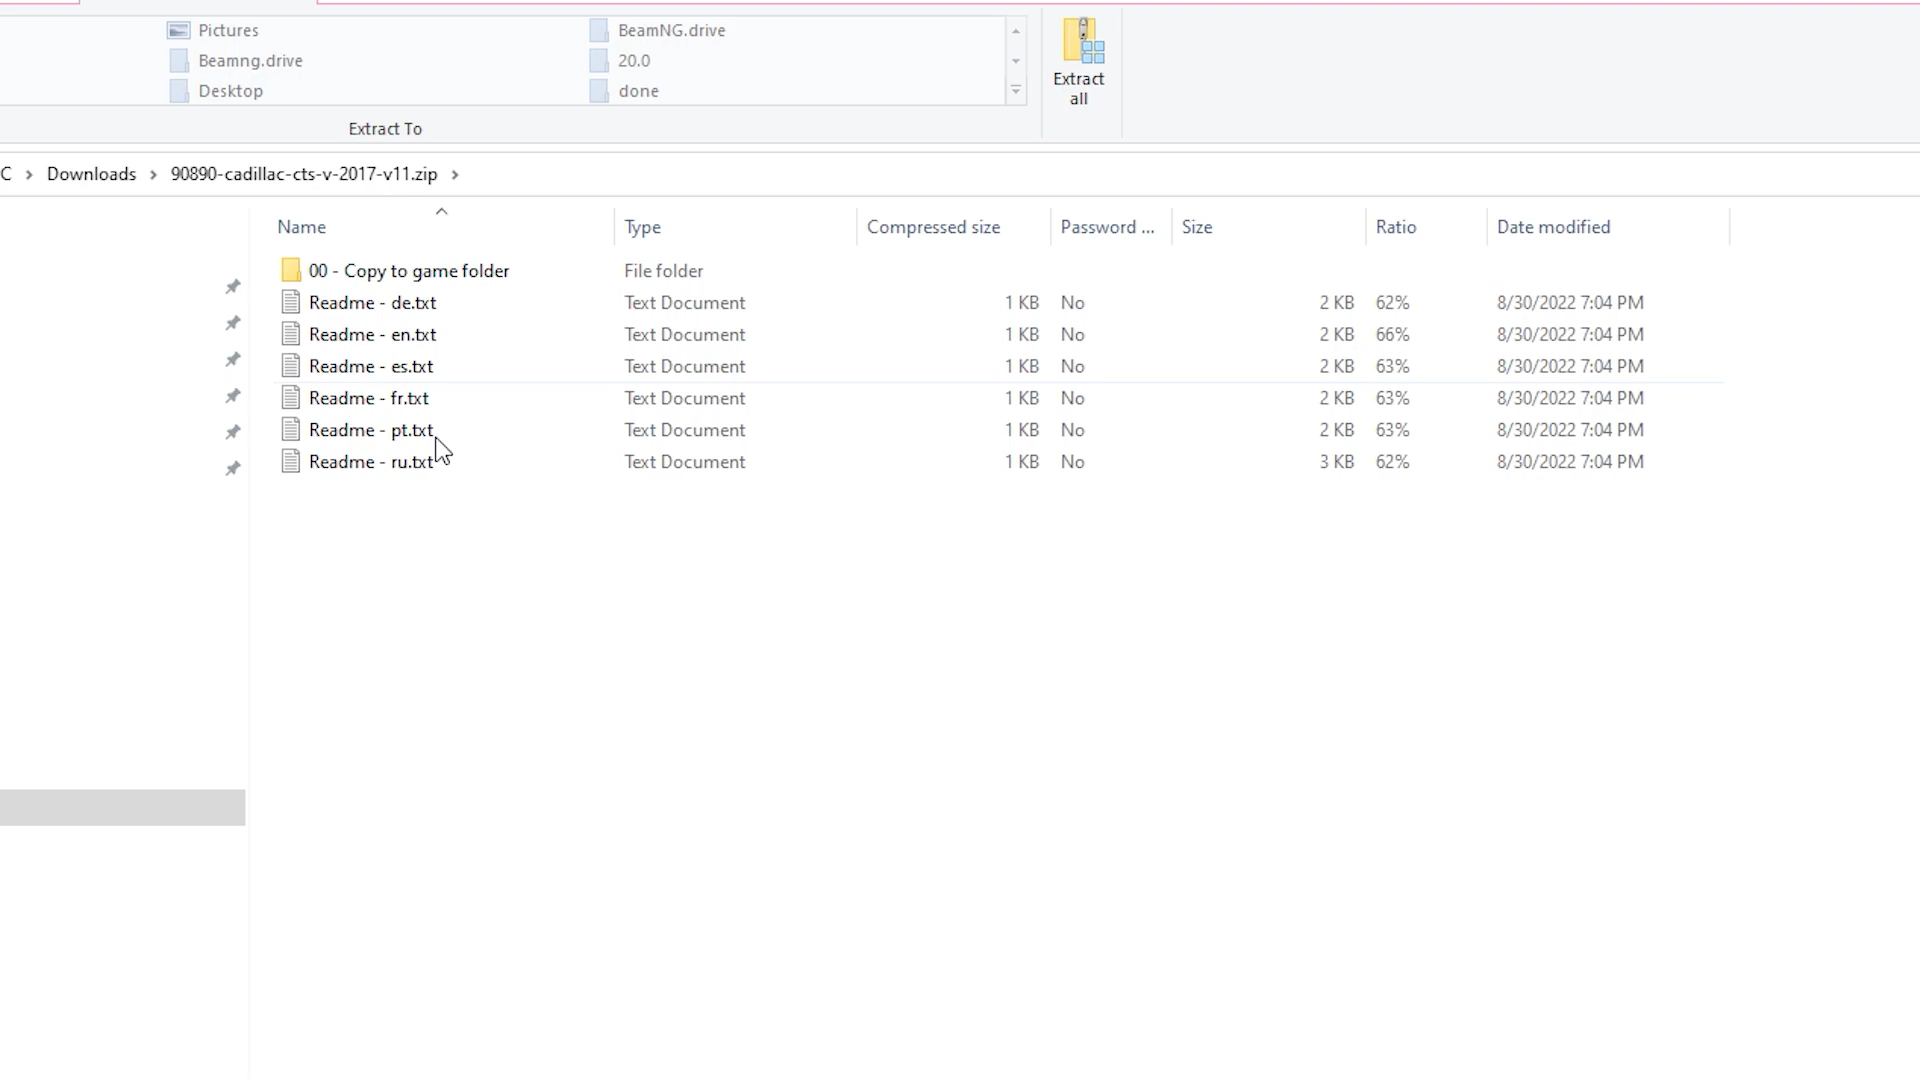 Pictures
BeamNG.drive
Beamng.drive
20.0
Desktop
done
Extract
all
Extract To
C > Downloads > 90890-cadillac-cts-v-2017-v11.zip >
Name Type Compressed size Password ... Size Ratio Date modified
00 - Copy to game folder File folder
Readme - de.txt Text Document 1 KB No 2 KB 62% 8/30/2022 7:04 PM
Readme - en.txt Text Document 1 KB No 2 KB 66% 8/30/2022 7:04 PM
Readme - es.txt Text Document 1 KB No 2 KB 63% 8/30/2022 7:04 PM
Readme - fr.txt Text Document 1 KB No 2 KB 63% 8/30/2022 7:04 PM
Readme - pt.txt Text Document 1 KB No 2 KB 63% 8/30/2022 7:04 PM
Readme - ru.txt Text Document 1 KB No 3 KB 62% 8/30/2022 7:04 PM